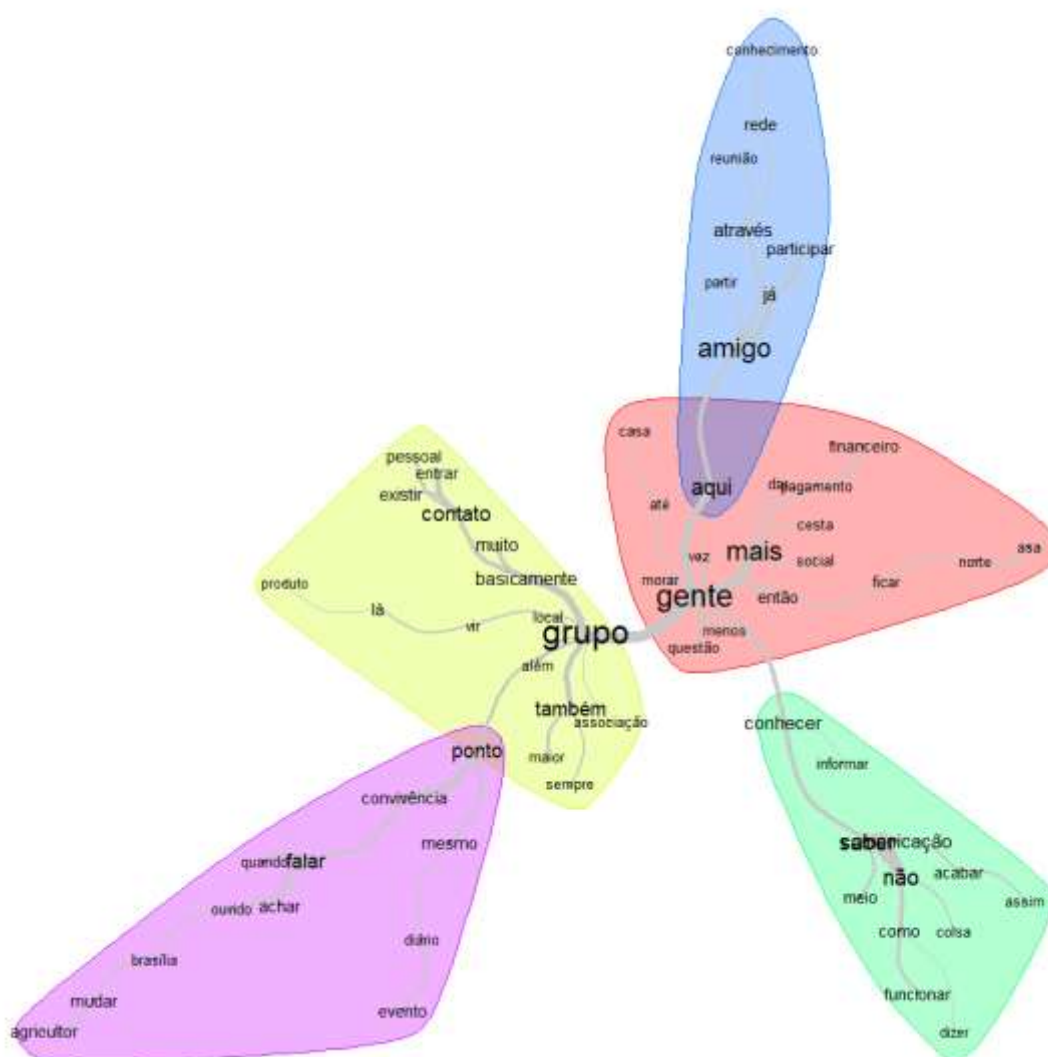 conhecimento
rede
reunião
através
participar
partir
já
amigo
aqui
casa
financeiro
dar
pagamento
até
cesta
vez
mais
social
morar
gente
então
ficar
norte
asa
menos
questão
pessoal
entrar
existir
contato
muito
basicamente
produto
lá
vir
local
grupo
além
também
associação
maior
sempre
ponto
convivência
mesmo
quando
falar
ouvido
achar
brasília
diário
mudar
evento
agricultor
conhecer
informar
saber
não
acabar
meio
assim
como
coisa
funcionar
dizer